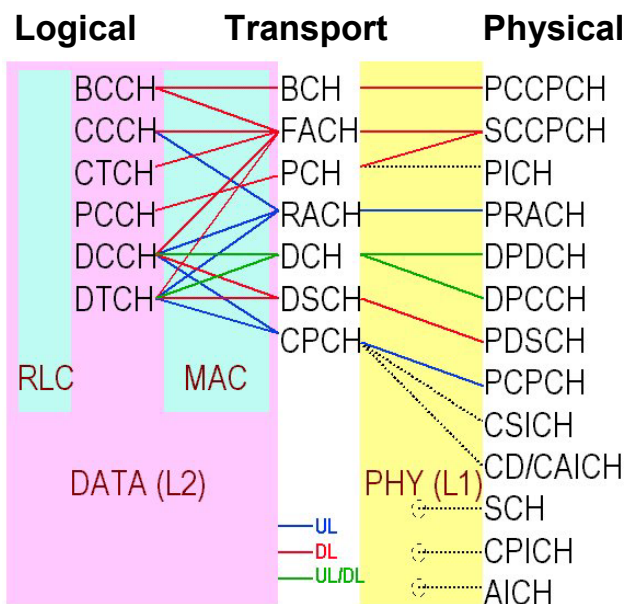 Logical Transport Physical
BCCH BCH PCCPCH
CCCH FACH SCCPCH
CTCH PCH PICH
PCCH RACH PRACH
DCCH DCH DPDCH
DTCH DSCH DPCCH
CPCH PDSCH
RLC MAC PCPCH
CSICH
DATA (L2) PHY (L1) CD/CAICH
SCH
UL
DL CPICH
UL/DL
AICH